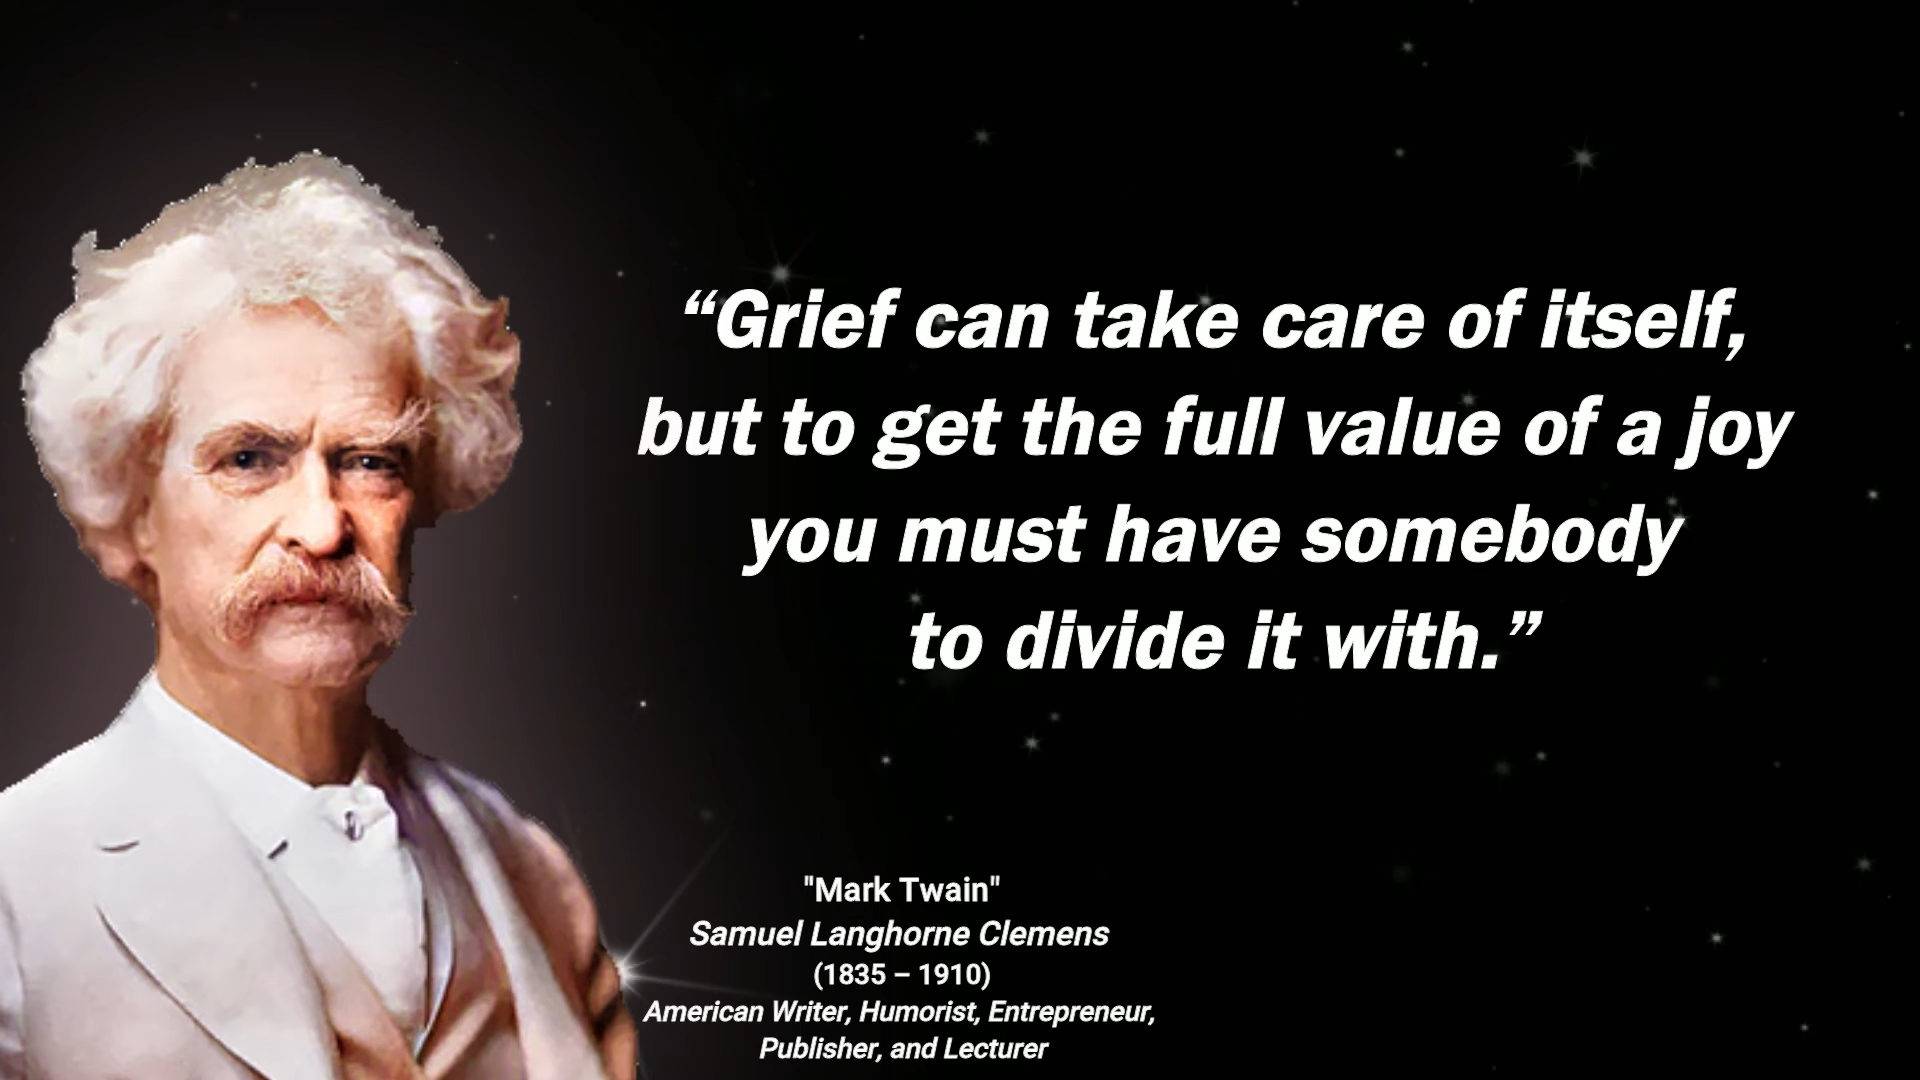 “Grief can take care of itself,
but to get the full value of a joy
you must have somebody
to divide it with.”
"Mark Twain"
Samuel Langhorne Clemens
(1835 – 1910)
American Writer, Humorist, Entrepreneur,
Publisher, and Lecturer